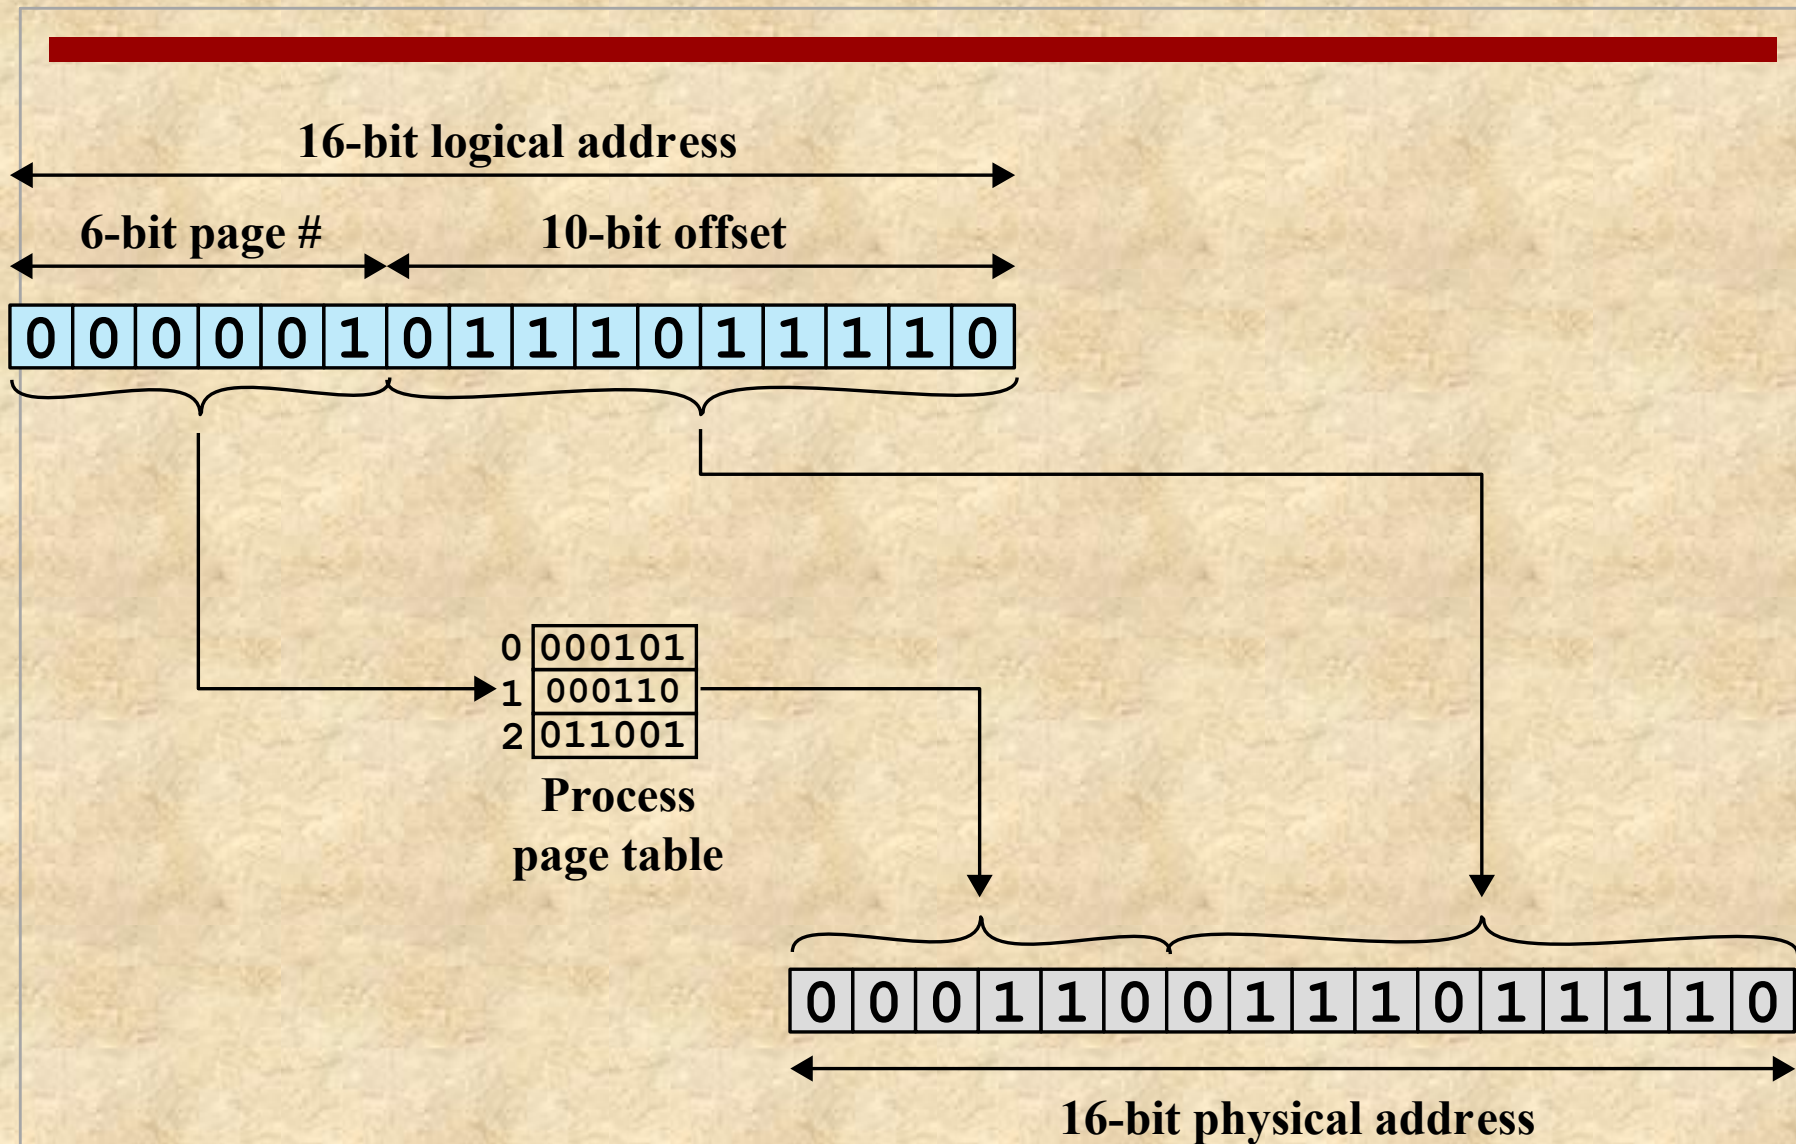 16-bit logical address
6-bit page # 10-bit offset
0 0 0 0 0 1 0 1 1 1 0 1 1 1 1 0
0 000101
1 000110
2 011001
Process
page table
0 0 0 1 1 0 0 1 1 1 0 1 1 1 1 0
16-bit physical address